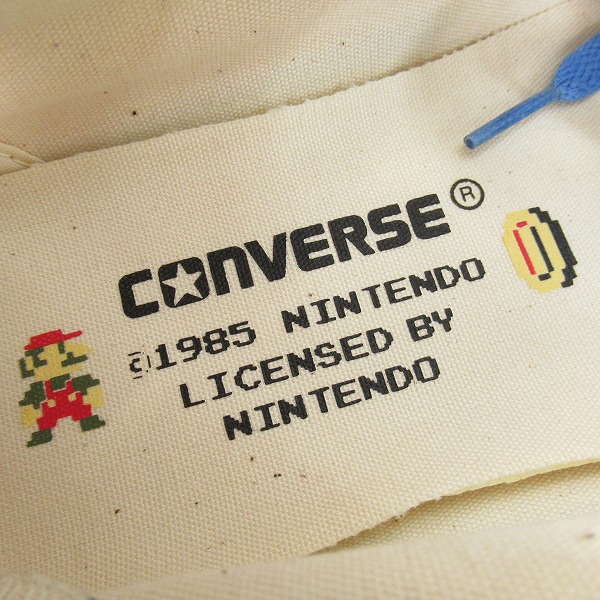 CONVERSE®
©1985 NINTENDO
LICENSED BY
NINTENDO